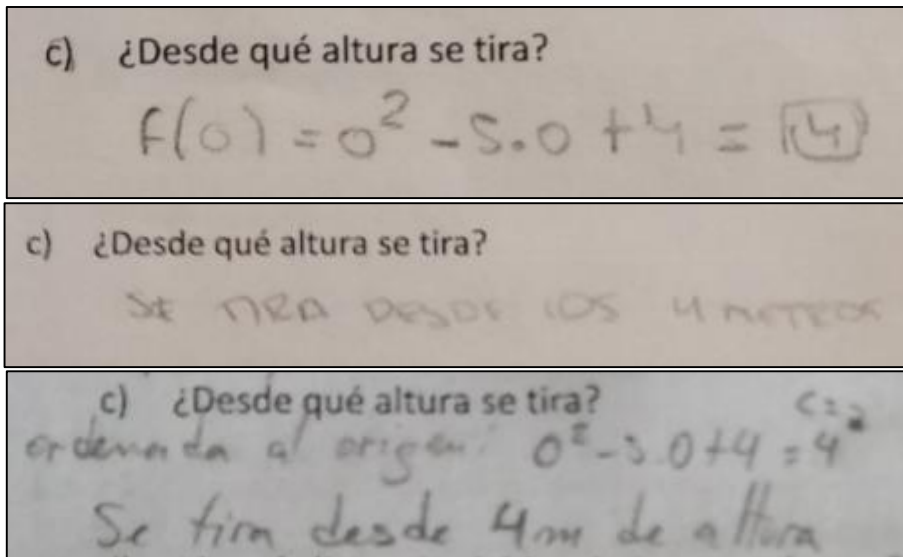 c) ¿Desde qué altura se tira?
f(0) = 0² - 5.0 + 4 = 4
c) ¿Desde qué altura se tira?
SE TIRA DESDE LOS 4 METROS
c) ¿Desde qué altura se tira?
ordenada al origen: 0² - 5.0 + 4 = 4
Se tira desde 4m de altura